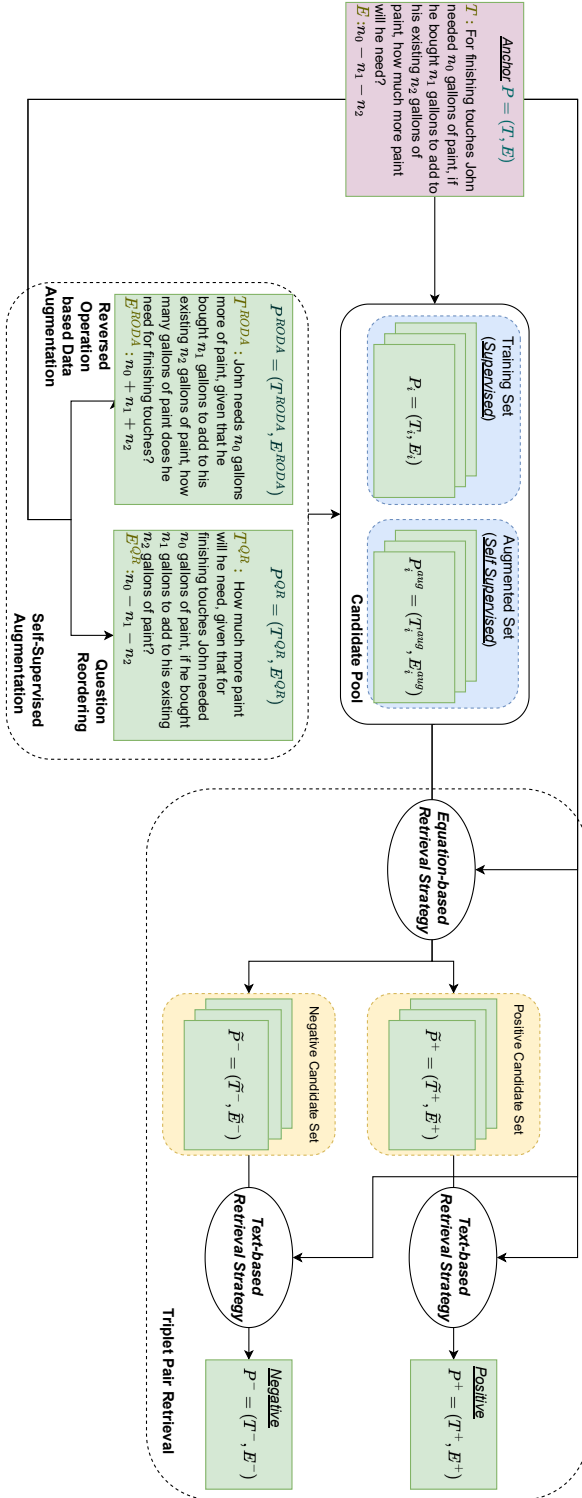 Anchor P = (T, E)
T : For finishing touches John
needed n₀ gallons of paint, if
he bought n₁ gallons to add to
his existing n₂ gallons of
paint, how much more paint
will he need?
E :n₀ − n₁ − n₂
Training Set
(Supervised)
P_i = (T_i, E_i)
Augmented Set
(Self Supervised)
P_i^{aug} = (T_i^{aug}, E_i^{aug})
Candidate Pool
P^{RODA} = (T^{RODA}, E^{RODA})
T^{RODA} : John needs n₀ gallons
more of paint, given that he
bought n₁ gallons to add to his
existing n₂ gallons of paint, how
many gallons of paint does he
need for finishing touches?
E^{RODA} : n₀ + n₁ + n₂
Reversed
Operation
based Data
Augmentation
P^{QR} = (T^{QR}, E^{QR})
T^{QR} : How much more paint
will he need, given that for
finishing touches John needed
n₀ gallons of paint, if he bought
n₁ gallons to add to his existing
n₂ gallons of paint?
E^{QR} :n₀ − n₁ − n₂
Question
Reordering
Self-Supervised
Augmentation
Equation-based
Retrieval Strategy
Positive Candidate Set
P̃⁺ = (T̃⁺, Ẽ⁺)
Negative Candidate Set
P̃⁻ = (T̃⁻, Ẽ⁻)
Text-based
Retrieval Strategy
Text-based
Retrieval Strategy
Positive
P⁺ = (T⁺, E⁺)
Negative
P⁻ = (T⁻, E⁻)
Triplet Pair Retrieval